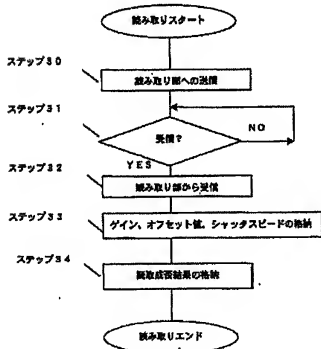 読み取りスタート
ステップ30
読み取り部への送信
ステップ31
受信？
NO
YES
ステップ32
読み取り部から受信
ステップ33
ゲイン、オフセット値、シャッタスピードの格納
ステップ34
読取成否結果の格納
読み取りエンド